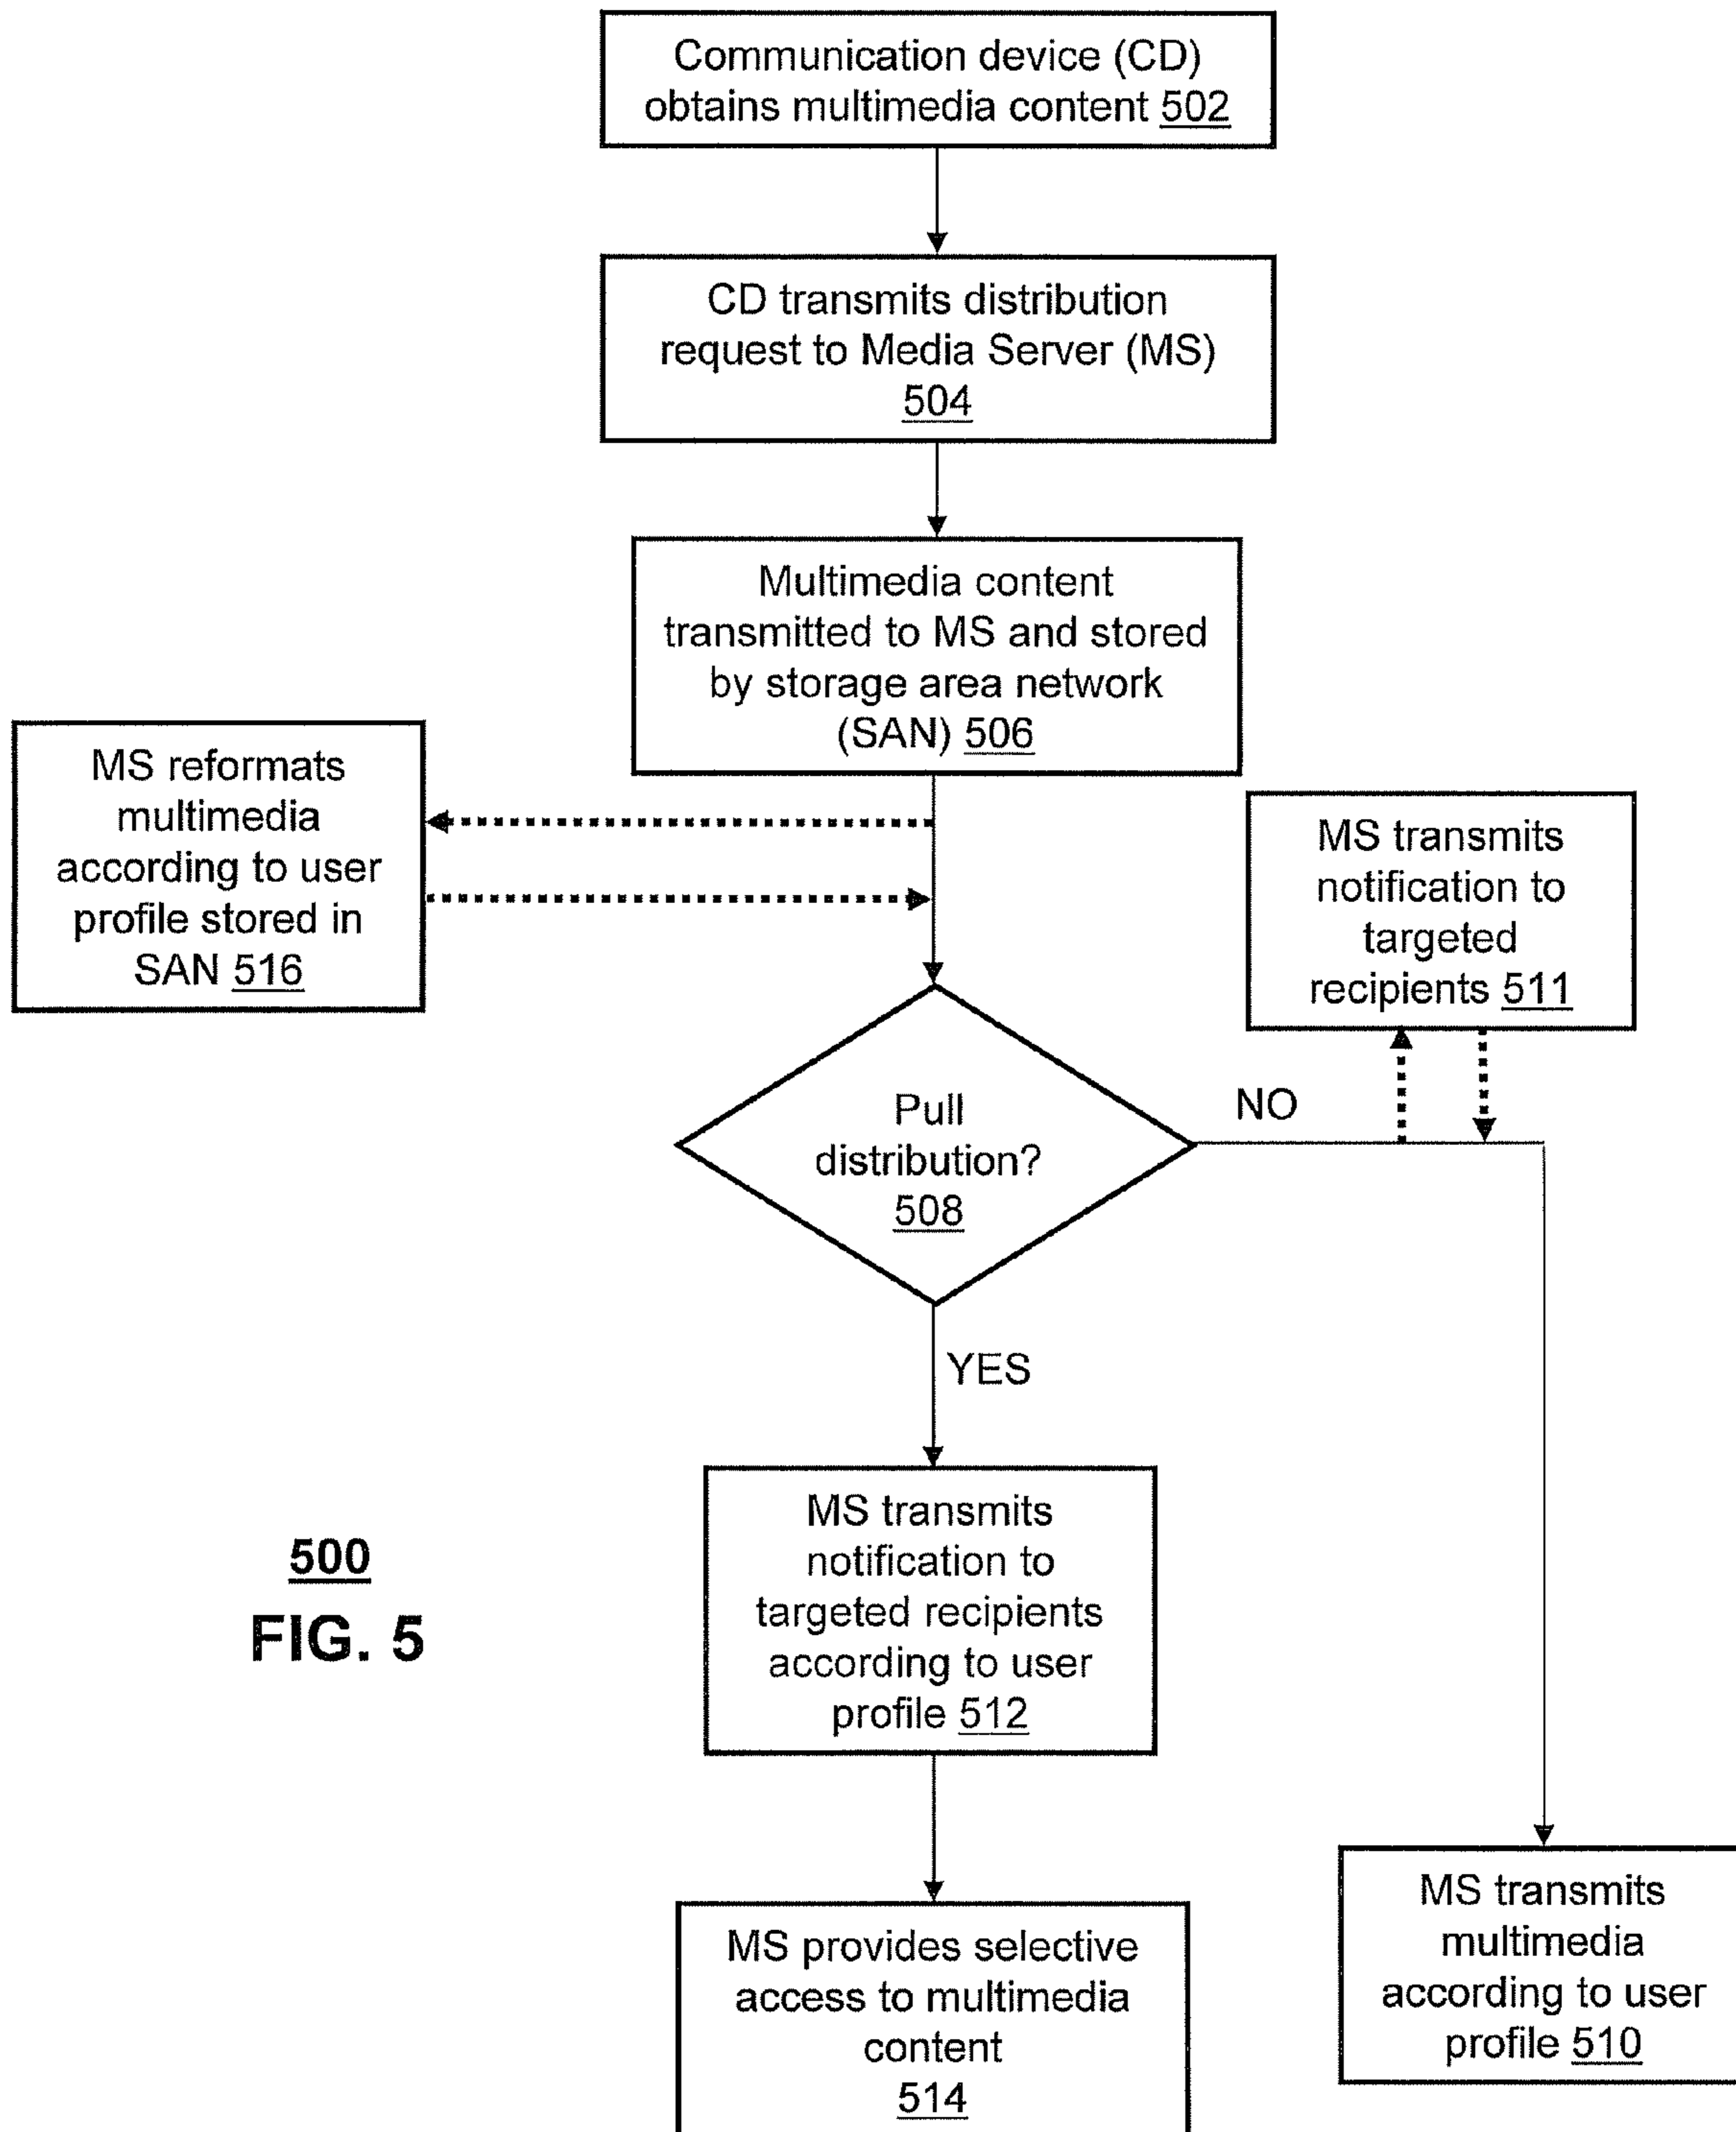 Communication device (CD)
obtains multimedia content 502
CD transmits distribution
request to Media Server (MS)
504
Multimedia content
transmitted to MS and stored
by storage area network
(SAN) 506
MS reformats
multimedia
according to user
profile stored in
SAN 516
MS transmits
notification to
targeted
recipients 511
Pull
distribution?
508
NO
YES
MS transmits
notification to
targeted recipients
according to user
profile 512
500
FIG. 5
MS provides selective
access to multimedia
content
514
MS transmits
multimedia
according to user
profile 510